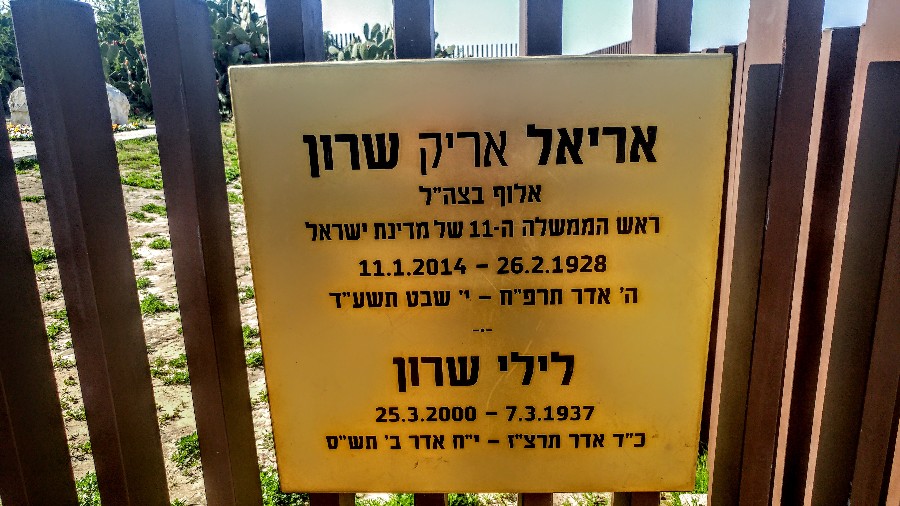 אריאל אריק שרון
אלוף בצה"ל
ראש הממשלה ה-11 של מדינת ישראל
26.2.1928 – 11.1.2014
ה' אדר תרפ"ח – י' שבט תשע"ד
לילי שרון
7.3.1937 – 25.3.2000
כ"ד אדר תרצ"ז – י"ח אדר ב' תש"ס